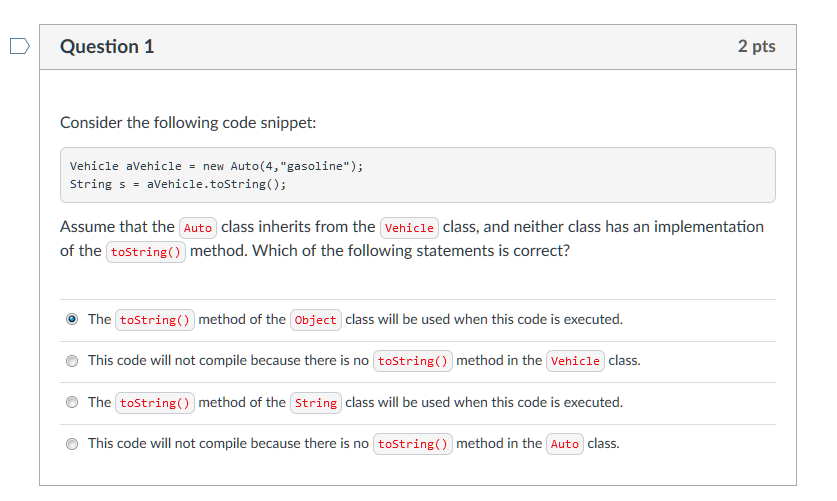 Question 1 2 pts
Consider the following code snippet:
Vehicle aVehicle = new Auto(4,"gasoline");
String s = aVehicle.toString();
Assume that the Auto class inherits from the Vehicle class, and neither class has an implementation
of the toString() method. Which of the following statements is correct?
The toString() method of the Object class will be used when this code is executed.
This code will not compile because there is no toString() method in the Vehicle class.
The toString() method of the String class will be used when this code is executed.
This code will not compile because there is no toString() method in the Auto class.